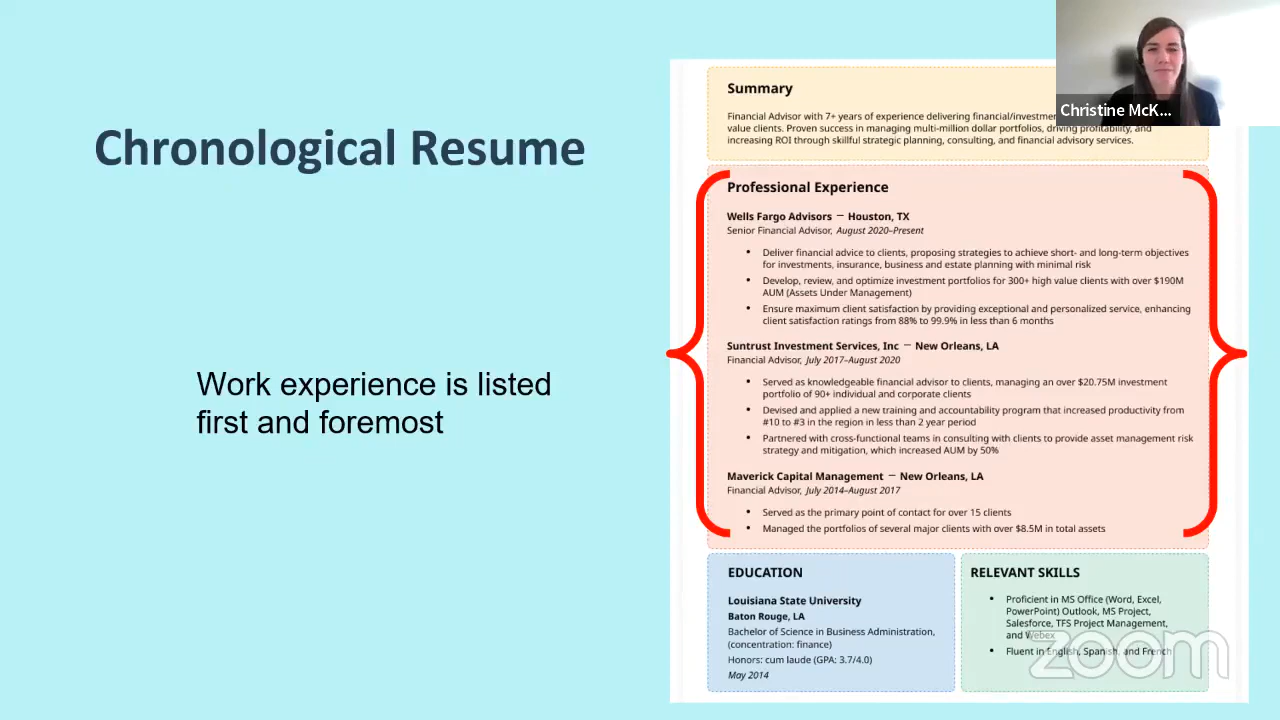 Chronological Resume
Work experience is listed
first and foremost
Christine McK...
Summary
Financial Advisor with 7+ years of experience delivering financial/investme
value clients. Proven success in managing multi-million dollar portfolios, driving profitability, and
increasing ROI through skillful strategic planning, consulting, and financial advisory services.
Professional Experience
Wells Fargo Advisors — Houston, TX
Senior Financial Advisor, August 2020–Present
• Deliver financial advice to clients, proposing strategies to achieve short- and long-term objectives
for investments, insurance, business and estate planning with minimal risk
• Develop, review, and optimize investment portfolios for 300+ high value clients with over $190M
AUM (Assets Under Management)
• Ensure maximum client satisfaction by providing exceptional and personalized service, enhancing
client satisfaction ratings from 88% to 99.9% in less than 6 months
Suntrust Investment Services, Inc — New Orleans, LA
Financial Advisor, July 2017–August 2020
• Served as knowledgeable financial advisor to clients, managing an over $20.75M investment
portfolio of 90+ individual and corporate clients
• Devised and applied a new training and accountability program that increased productivity from
#10 to #3 in the region in less than 2 year period
• Partnered with cross-functional teams in consulting with clients to provide asset management risk
strategy and mitigation, which increased AUM by 50%
Maverick Capital Management — New Orleans, LA
Financial Advisor, July 2014–August 2017
• Served as the primary point of contact for over 15 clients
• Managed the portfolios of several major clients with over $8.5M in total assets
EDUCATION
Louisiana State University
Baton Rouge, LA
Bachelor of Science in Business Administration,
(concentration: finance)
Honors: cum laude (GPA: 3.7/4.0)
May 2014
RELEVANT SKILLS
• Proficient in MS Office (Word, Excel,
PowerPoint) Outlook, MS Project,
Salesforce, TFS Project Management,
and Webex
• Fluent in English, Spanish, and French
zoom